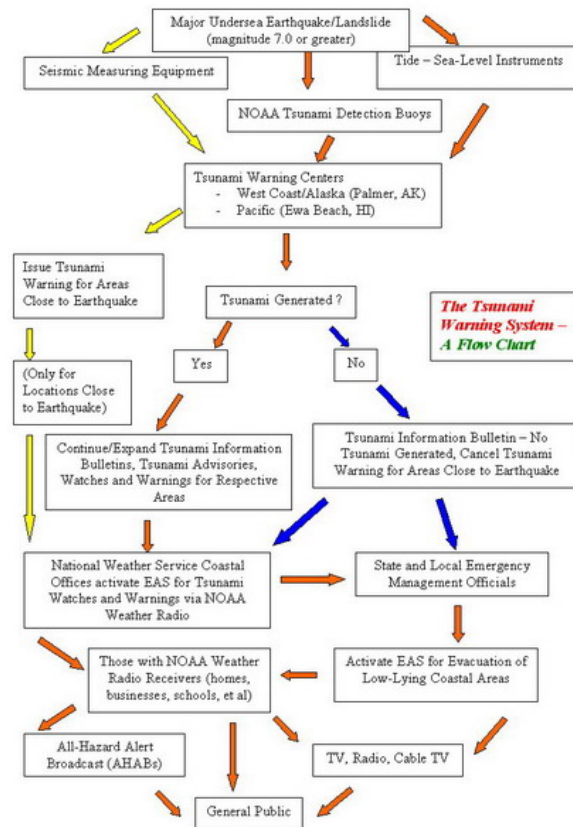 Major Undersea Earthquake/Landslide
(magnitude 7.0 or greater)
Seismic Measuring Equipment
Tide – Sea-Level Instruments
NOAA Tsunami Detection Buoys
Tsunami Warning Centers
- West Coast/Alaska (Palmer, AK)
- Pacific (Ewa Beach, HI)
Issue Tsunami
Warning for Areas
Close to Earthquake
Tsunami Generated ?
The Tsunami
Warning System –
A Flow Chart
Yes
No
(Only for
Locations Close
to Earthquake)
Continue/Expand Tsunami Information
Bulletins, Tsunami Advisories,
Watches and Warnings for Respective
Areas
Tsunami Information Bulletin – No
Tsunami Generated, Cancel Tsunami
Warning for Areas Close to Earthquake
National Weather Service Coastal
Offices activate EAS for Tsunami
Watches and Warnings via NOAA
Weather Radio
State and Local Emergency
Management Officials
Those with NOAA Weather
Radio Receivers (homes,
businesses, schools, et al)
Activate EAS for Evacuation of
Low-Lying Coastal Areas
All-Hazard Alert
Broadcast (AHABs)
TV, Radio, Cable TV
General Public